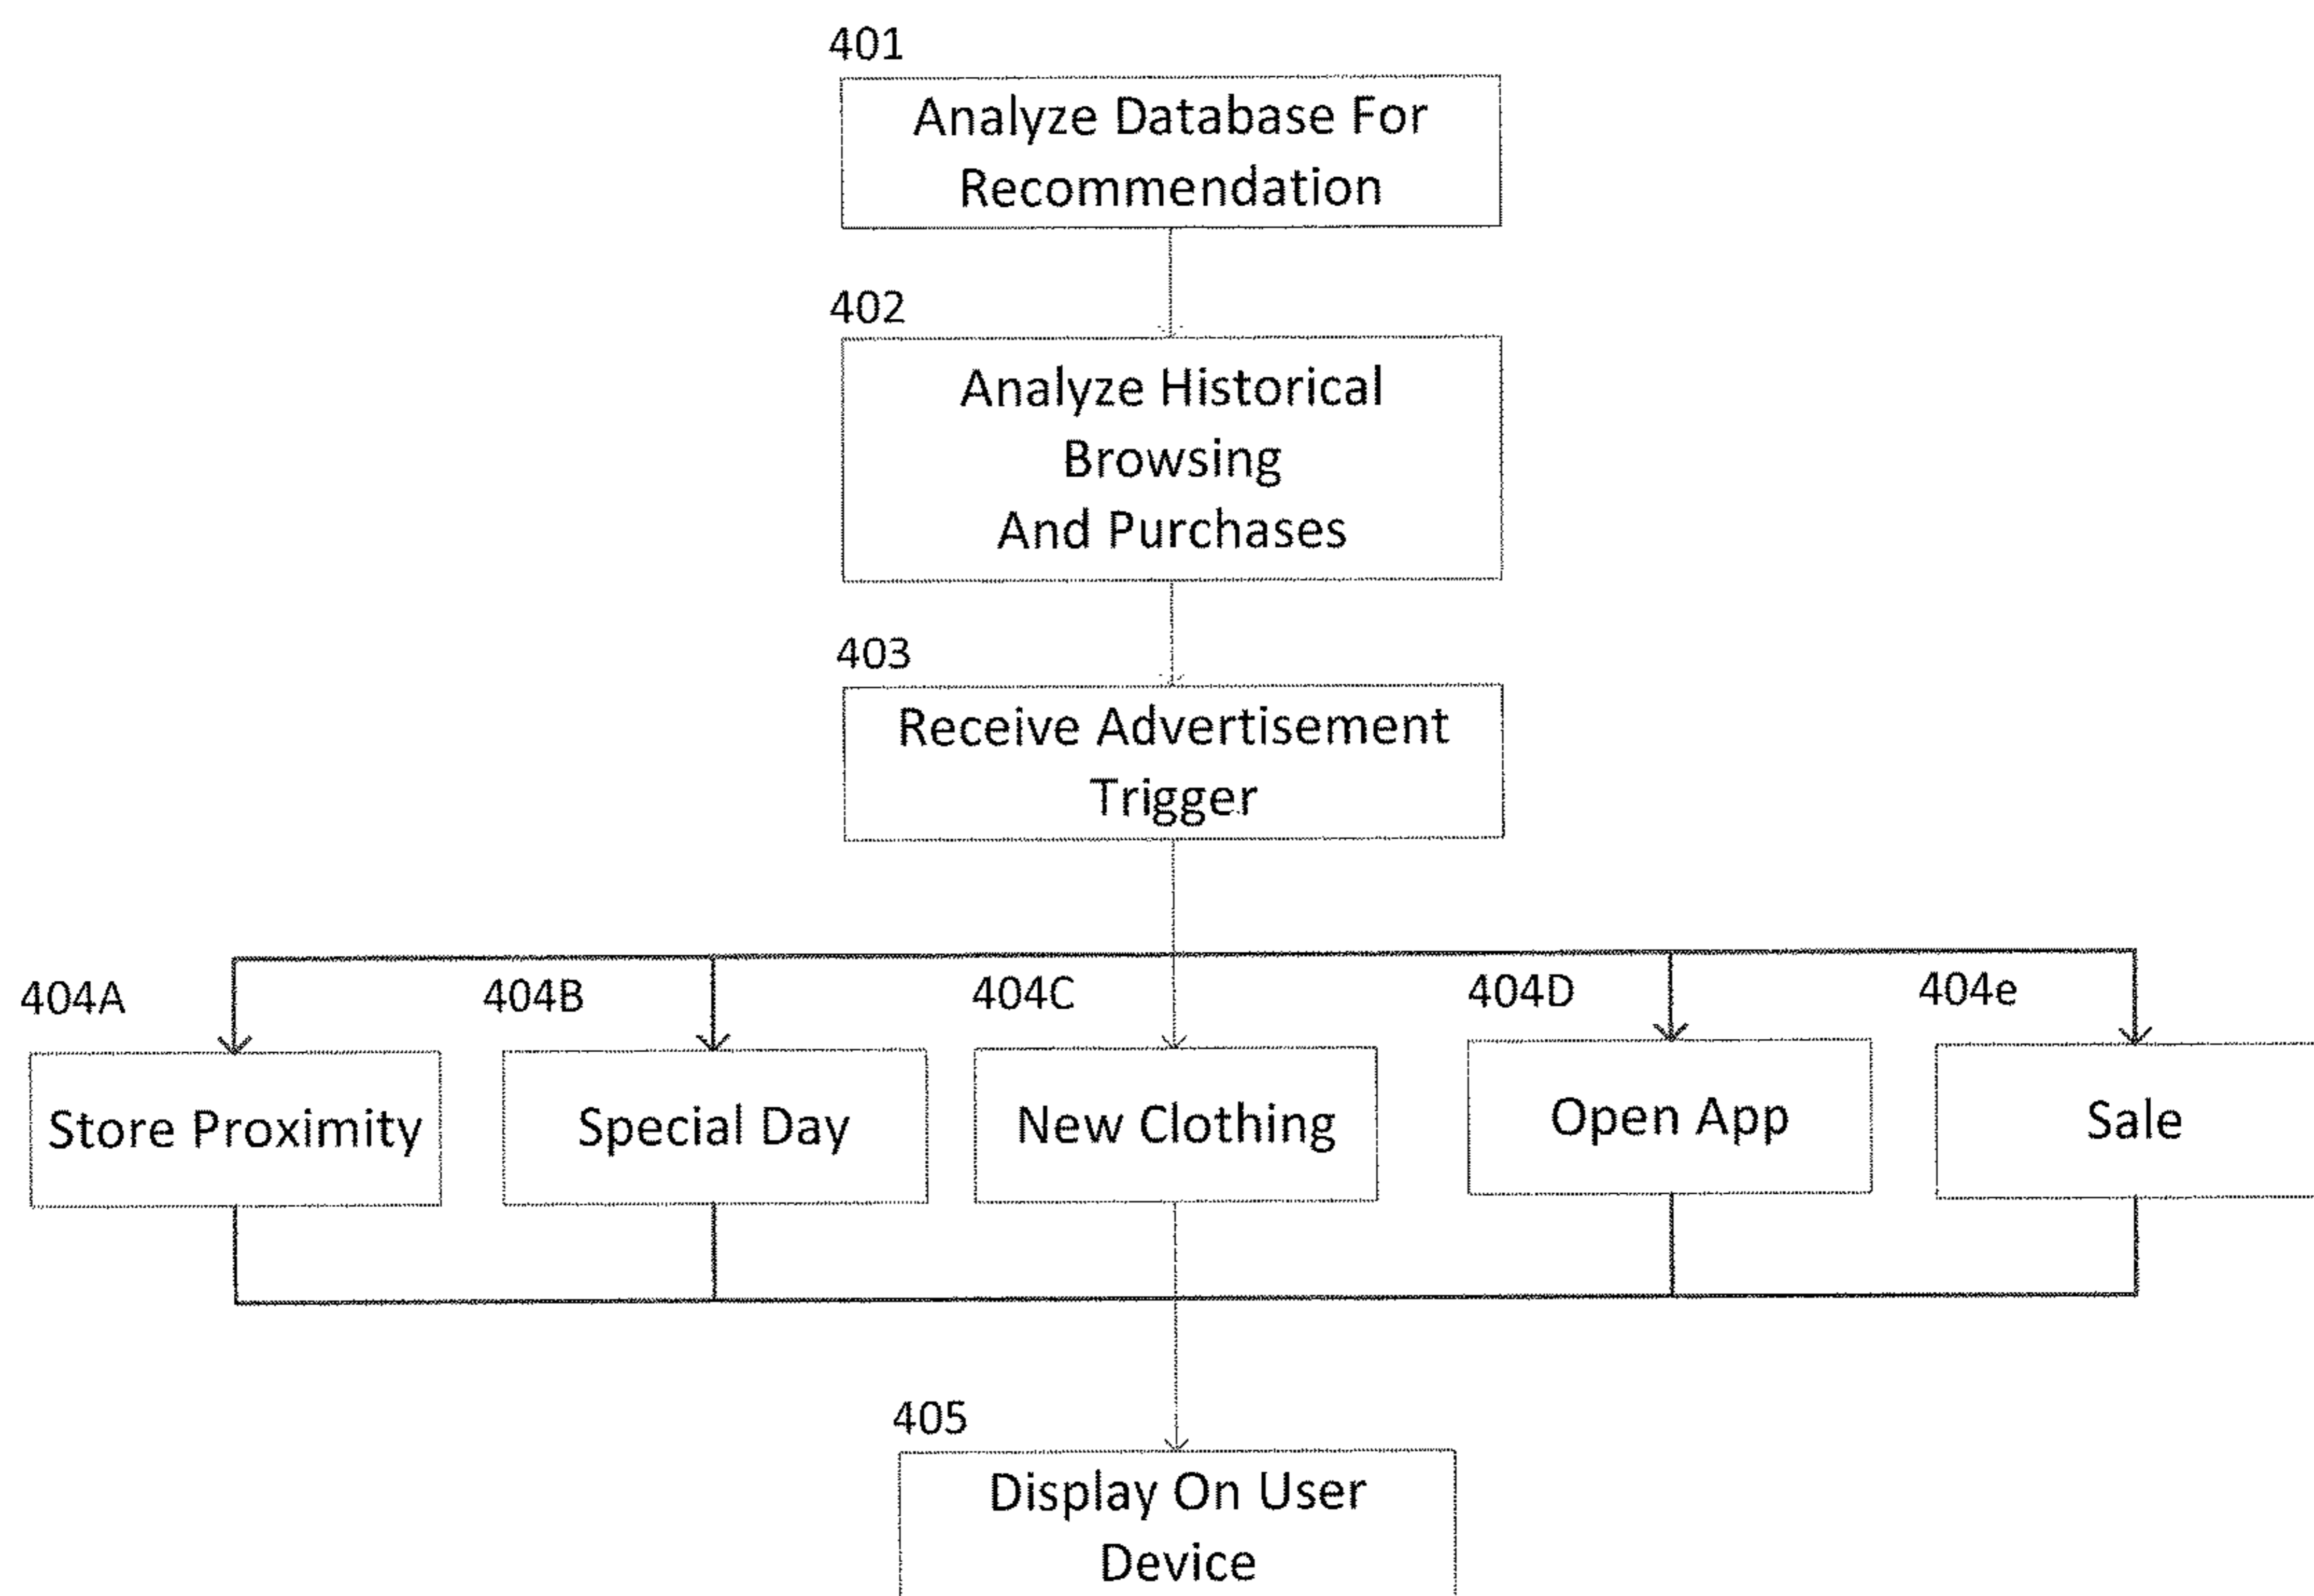 401
Analyze Database For
Recommendation
402
Analyze Historical
Browsing
And Purchases
403
Receive Advertisement
Trigger
404A
404B
404C
404D
404e
Store Proximity
Special Day
New Clothing
Open App
Sale
405
Display On User
Device